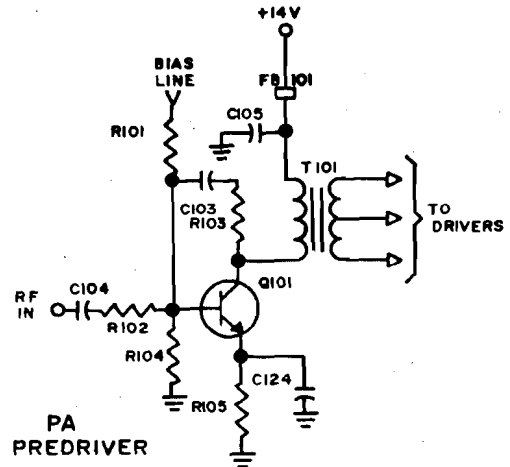 +14V
BIAS
LINE
FB 101
R101
C105
T101
C103
R103
TO
DRIVERS
Q101
RF
IN
C104
R102
R104
C124
R105
PA
PREDRIVER